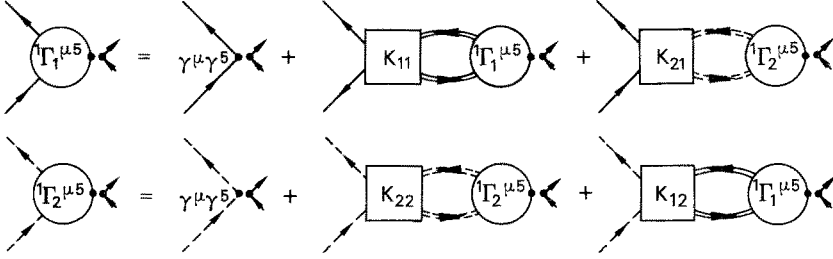 ¹Γ₁^μ5 = γ^μγ^5 + K₁₁ ¹Γ₁^μ5 + K₂₁ ¹Γ₂^μ5
¹Γ₂^μ5 = γ^μγ^5 + K₂₂ ¹Γ₂^μ5 + K₁₂ ¹Γ₁^μ5